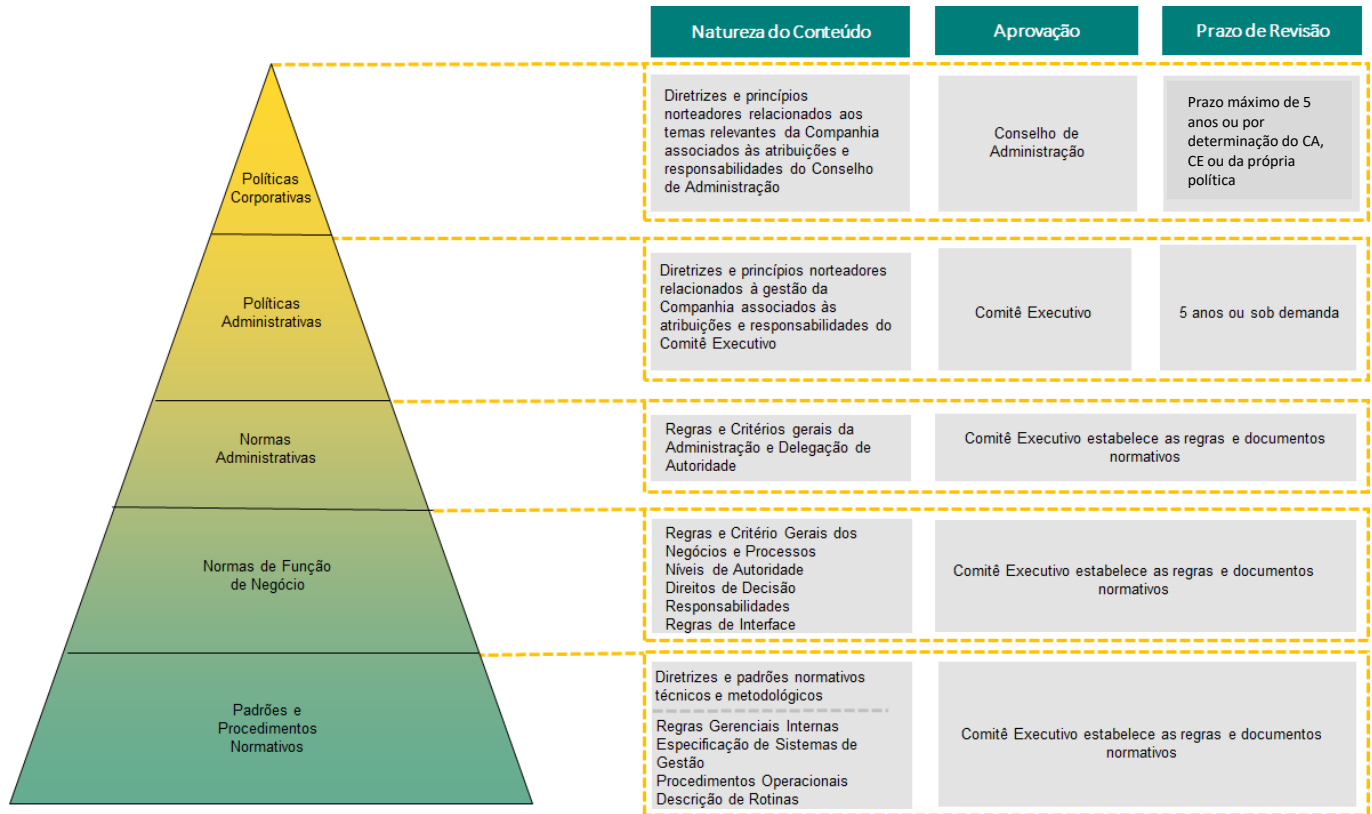 Natureza do Conteúdo
Aprovação
Prazo de Revisão
Políticas
Corporativas
Diretrizes e princípios
norteadores relacionados aos
temas relevantes da Companhia
associados às atribuições e
responsabilidades do Conselho
de Administração
Conselho de
Administração
Prazo máximo de 5
anos ou por
determinação do CA,
CE ou da própria
política
Políticas
Administrativas
Diretrizes e princípios norteadores
relacionados à gestão da
Companhia associados às
atribuições e responsabilidades do
Comitê Executivo
Comitê Executivo
5 anos ou sob demanda
Normas
Administrativas
Regras e Critérios gerais da
Administração e Delegação de
Autoridade
Comitê Executivo estabelece as regras e documentos
normativos
Normas de Função
de Negócio
Regras e Critério Gerais dos
Negócios e Processos
Níveis de Autoridade
Direitos de Decisão
Responsabilidades
Regras de Interface
Comitê Executivo estabelece as regras e documentos
normativos
Padrões e
Procedimentos
Normativos
Diretrizes e padrões normativos
técnicos e metodológicos
Regras Gerenciais Internas
Especificação de Sistemas de
Gestão
Procedimentos Operacionais
Descrição de Rotinas
Comitê Executivo estabelece as regras e documentos
normativos